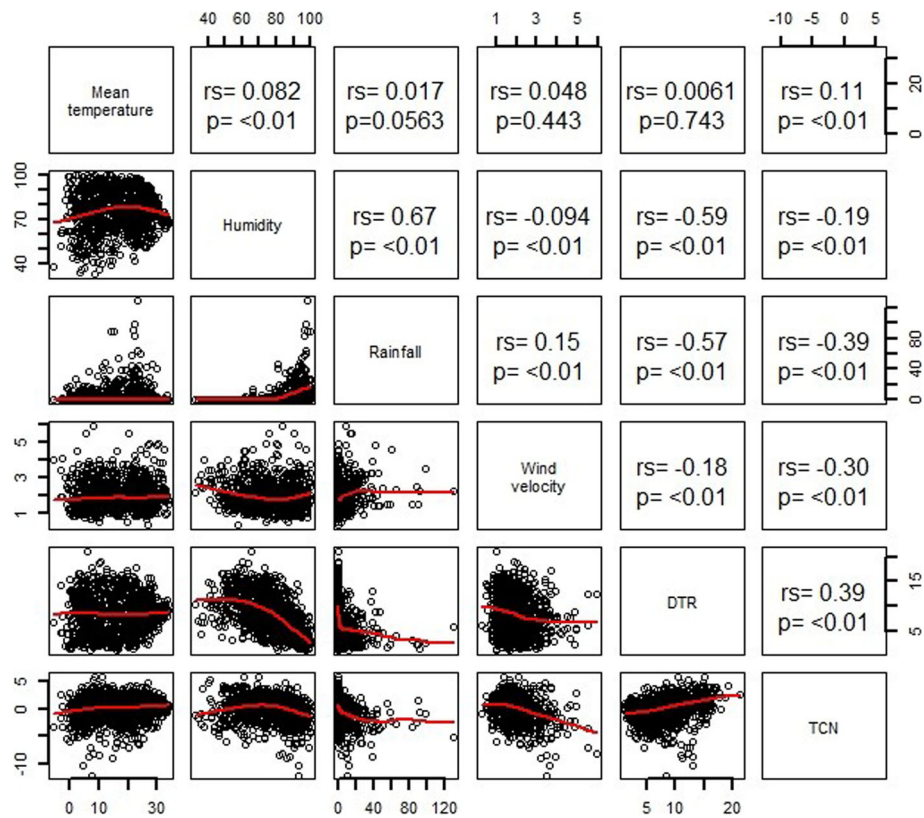 40 60 80 100
1 3 5
-10 -5 0 5
Mean
temperature
rs= 0.082
p= <0.01
rs= 0.017
p=0.0563
rs= 0.048
p=0.443
rs= 0.0061
p=0.743
rs= 0.11
p= <0.01
0 10 30
40 70 100
Humidity
rs= 0.67
p= <0.01
rs= -0.094
p= <0.01
rs= -0.59
p= <0.01
rs= -0.19
p= <0.01
Rainfall
rs= 0.15
p= <0.01
rs= -0.57
p= <0.01
rs= -0.39
p= <0.01
0 40 80
1 3 5
Wind
velocity
rs= -0.18
p= <0.01
rs= -0.30
p= <0.01
DTR
rs= 0.39
p= <0.01
5 10 15
-10 0 5
TCN
0 10 30
0 40 80 120
5 10 20